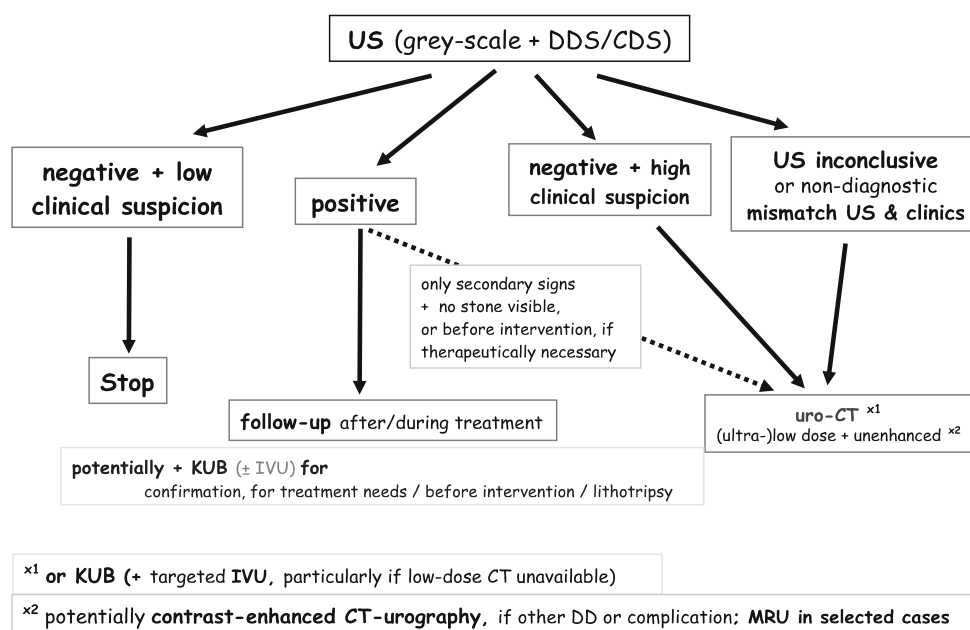 US (grey-scale + DDS/CDS)
negative + low
clinical suspicion
positive
negative + high
clinical suspicion
US inconclusive
or non-diagnostic
mismatch US & clinics
only secondary signs
+ no stone visible,
or before intervention, if
therapeutically necessary
Stop
follow-up after/during treatment
uro-CT x1
(ultra-)low dose + unenhanced x2
potentially + KUB (± IVU) for
confirmation, for treatment needs / before intervention / lithotripsy
x1 or KUB (+ targeted IVU, particularly if low-dose CT unavailable)
x2 potentially contrast-enhanced CT-urography, if other DD or complication; MRU in selected cases